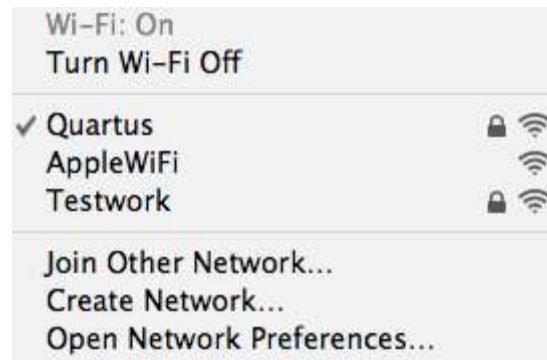 Wi-Fi: On
Turn Wi-Fi Off
Quartus
AppleWiFi
Testwork
Join Other Network...
Create Network...
Open Network Preferences...